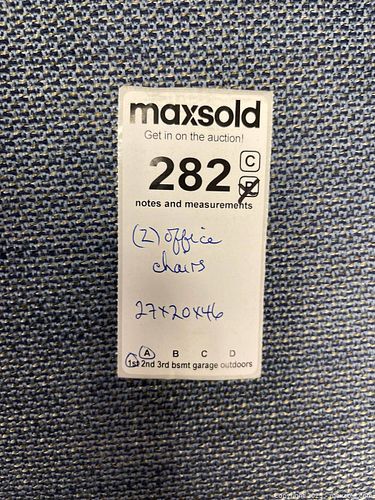 maxsold
Get in on the auction!
282 C
notes and measurements
(2) office
chairs
27x20x46
A B C D
1st 2nd 3rd bsmt garage outdoors